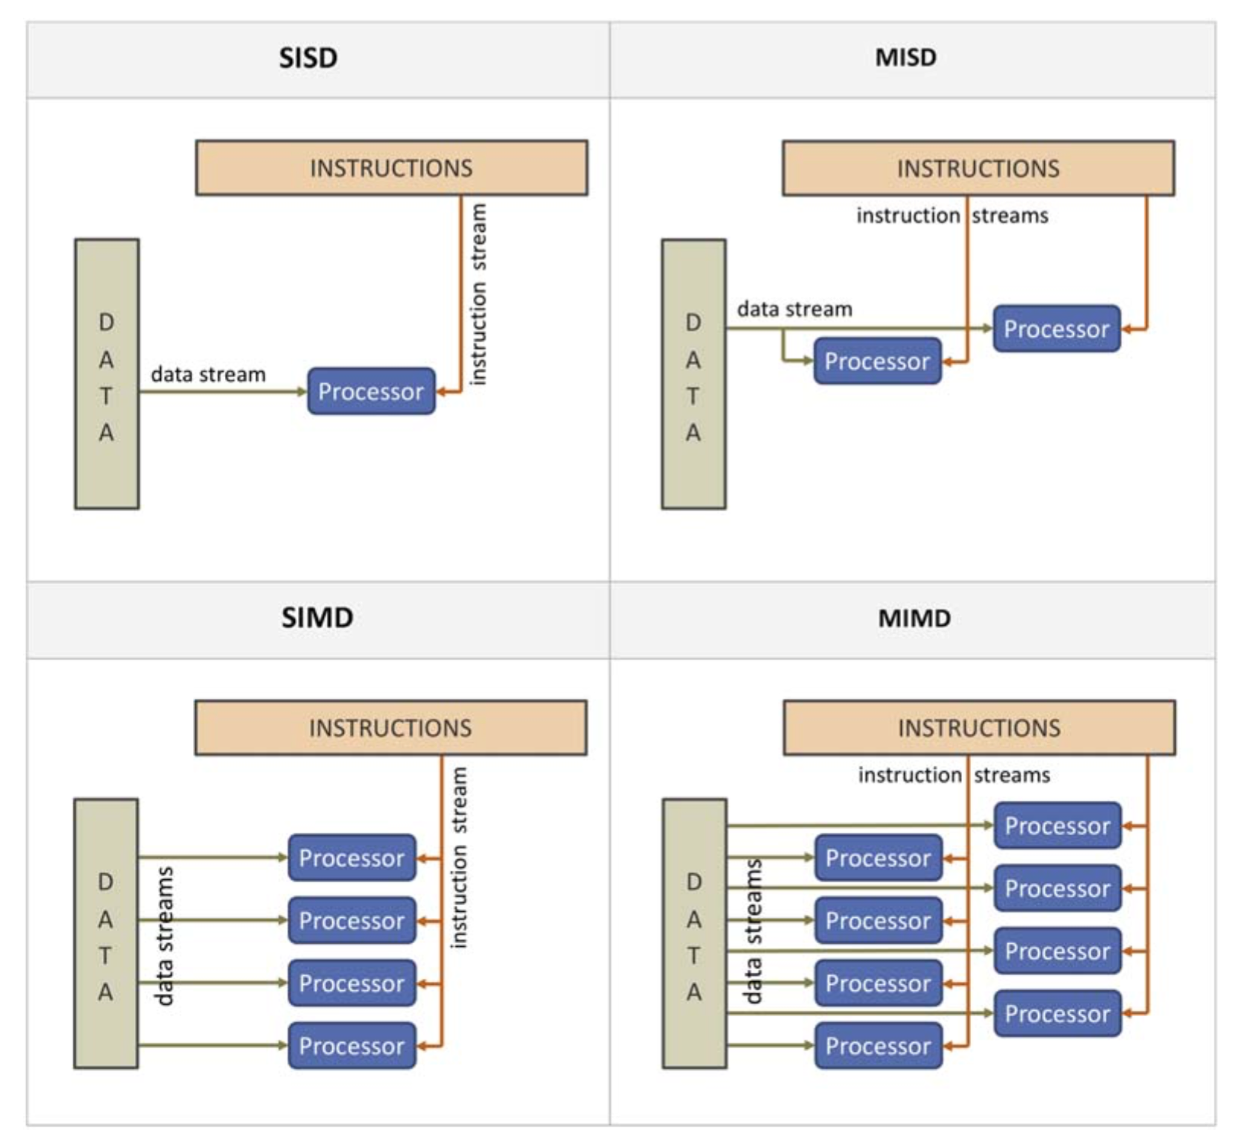 SISD
INSTRUCTIONS
instruction stream
D
A
T
A
data stream
Processor
MISD
INSTRUCTIONS
instruction streams
D
A
T
A
data stream
Processor
Processor
SIMD
INSTRUCTIONS
instruction stream
D
A
T
A
data streams
Processor
Processor
Processor
Processor
MIMD
INSTRUCTIONS
instruction streams
D
A
T
A
data streams
Processor
Processor
Processor
Processor
Processor
Processor
Processor
Processor